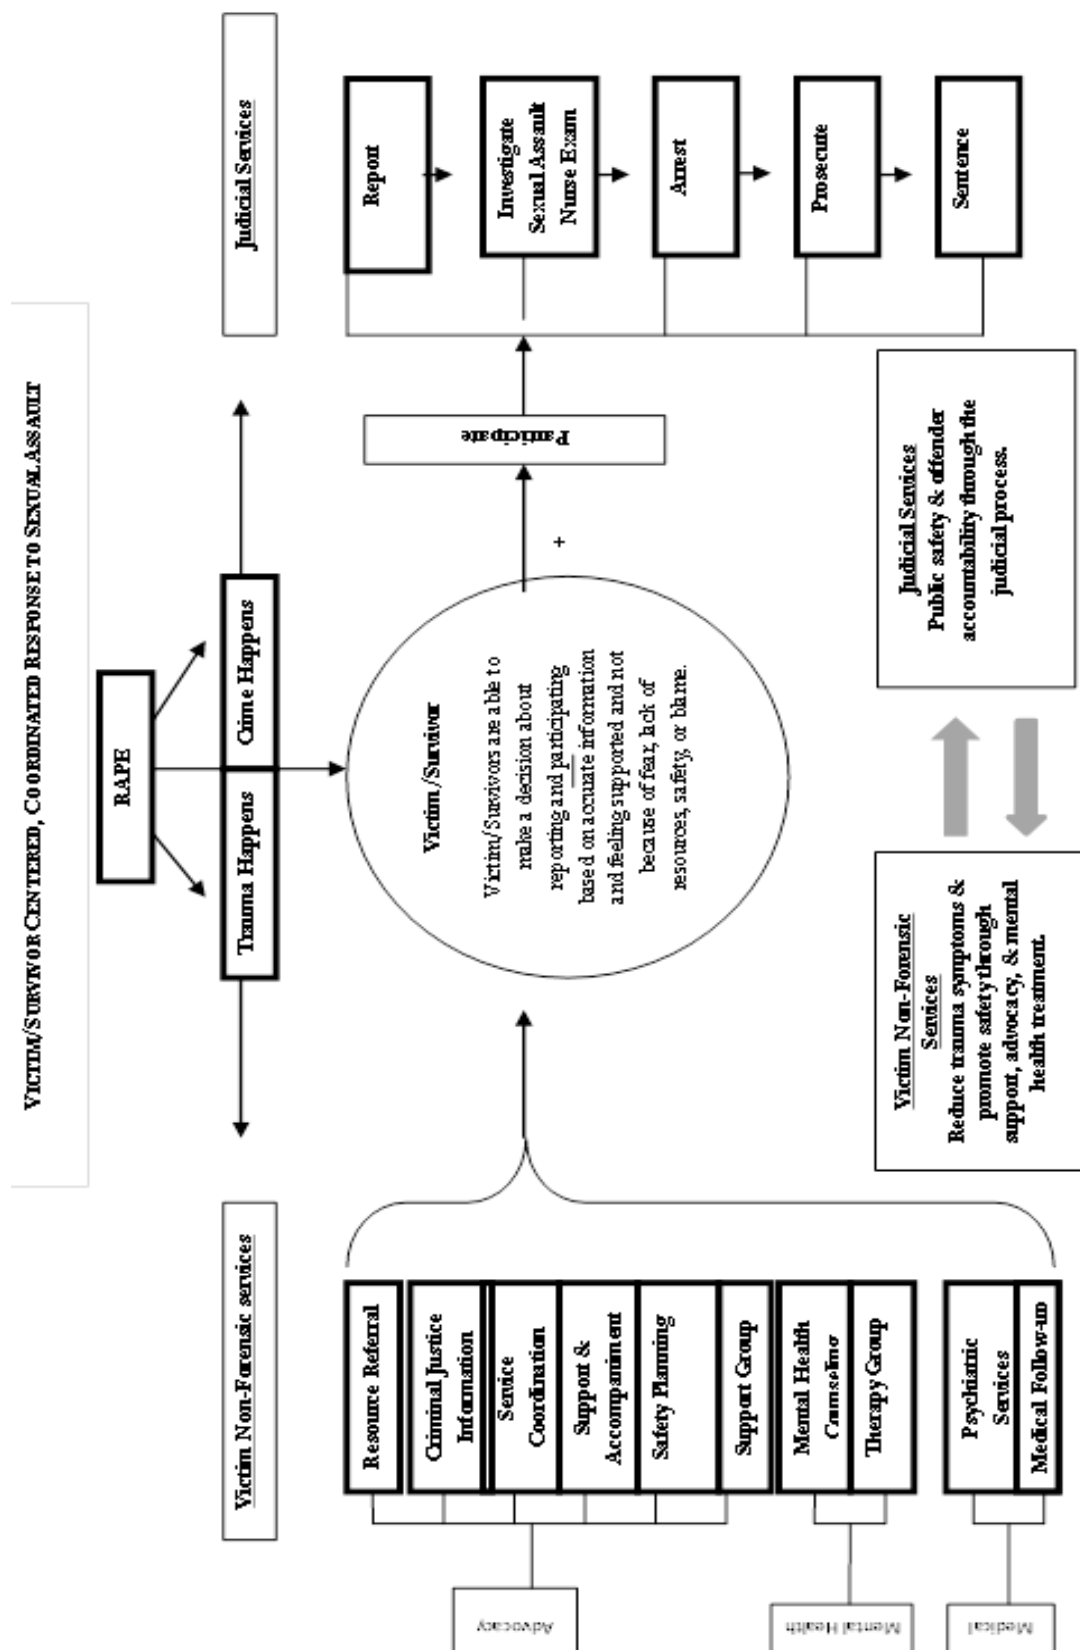 VICTIM/SURVIVOR CENTERED, COORDINATED RESPONSE TO SEXUAL ASSAULT
RAPE
Trauma Happens
Crime Happens
Victim Non-Forensic services
Judicial Services
Resource Referral
Criminal Justice
Information
Service
Coordination
Support &
Accompaniment
Safety Planning
Support Group
Mental Health
Counseling
Therapy Group
Psychiatric
Services
Medical Follow-up
Advocacy
Mental Health
Medical
Victim/Survivor
Victim/Survivors are able to
make a decision about
reporting and participating
based on accurate information
and feeling supported and not
because of fear, lack of
resources, safety, or blame.
+
Participate
Report
Investigate
Sexual Assault
Nurse Exam
Arrest
Prosecute
Sentence
Victim Non-Forensic
Services
Reduce trauma symptoms &
promote safety through
support, advocacy, & mental
health treatment.
Judicial Services
Public safety & offender
accountability through the
judicial process.